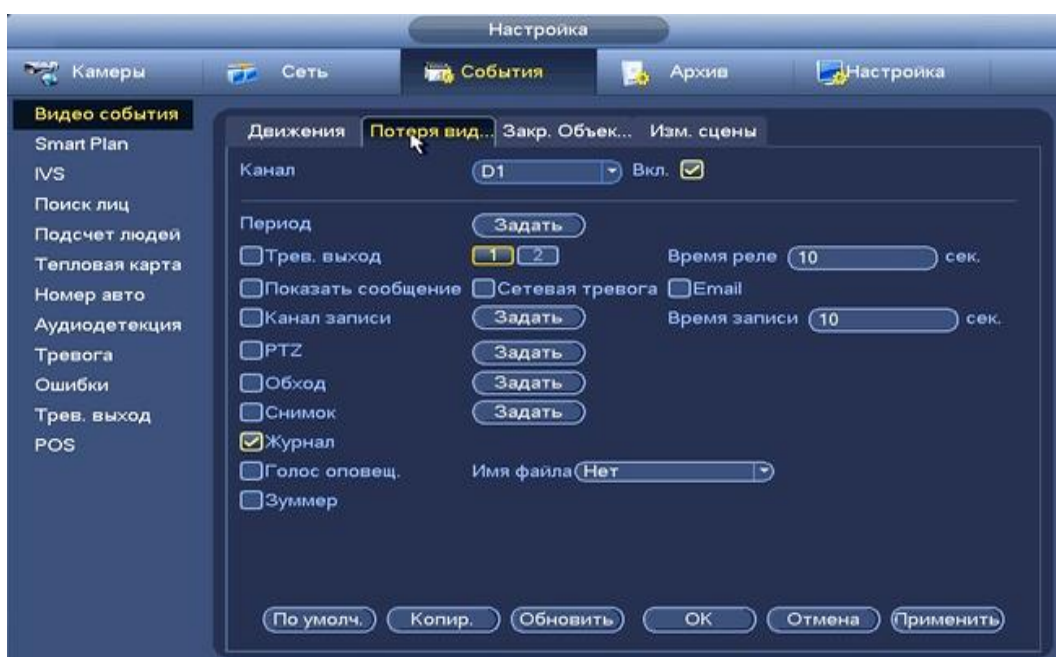 Настройка
Камеры Сеть События Архив Настройка
Видео события
Smart Plan
IVS
Поиск лиц
Подсчет людей
Тепловая карта
Номер авто
Аудиодетекция
Тревога
Ошибки
Трев. выход
POS
Движения Потеря вид... Закр. Объек... Изм. сцены
Канал D1 Вкл.
Период Задать
Трев. выход 1 2 Время реле 10 сек.
Показать сообщение Сетевая тревога Email
Канал записи Задать Время записи 10 сек.
PTZ Задать
Обход Задать
Снимок Задать
Журнал
Голос оповещ. Имя файла Нет
Зуммер
По умолч. Копир. Обновить OK Отмена Применить